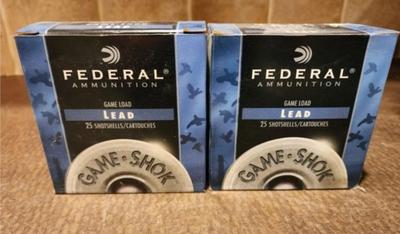 FEDERAL
AMMUNITION
GAME LOAD
LEAD
25 SHOTSHELLS/CARTOUCHES
GAME·SHOK
FEDERAL
AMMUNITION
GAME LOAD
LEAD
25 SHOTSHELLS/CARTOUCHES
GAME·SHOK